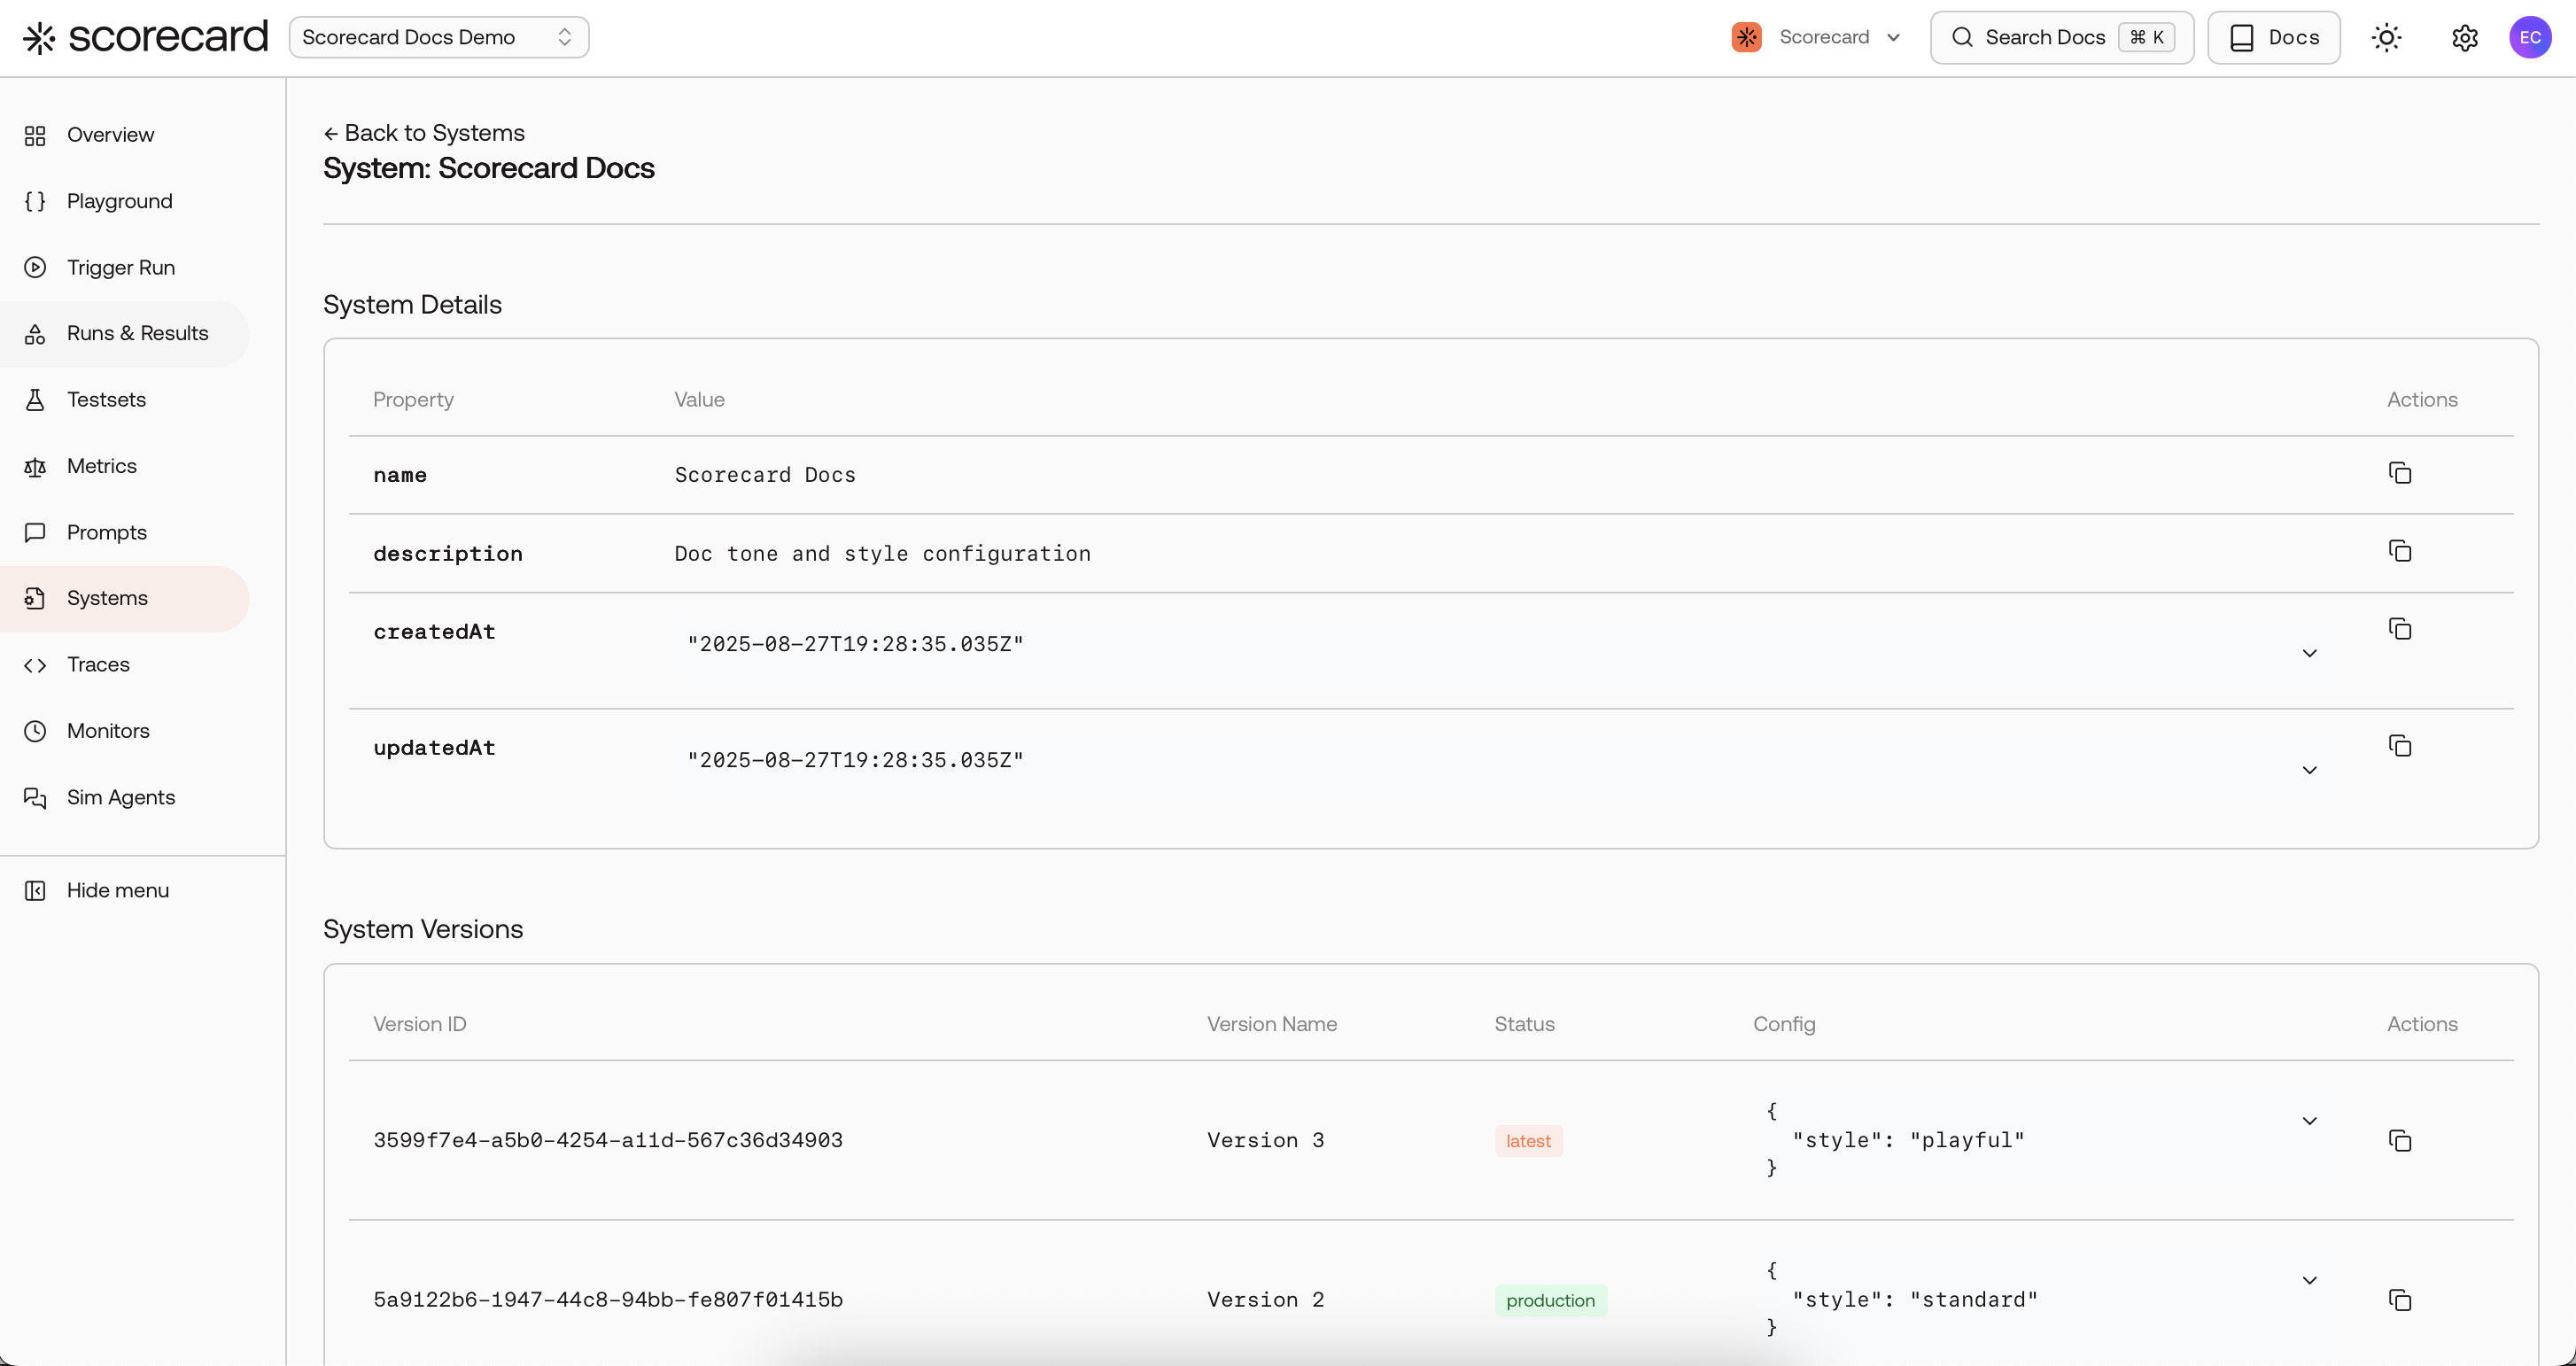 scorecard
Scorecard Docs Demo
Scorecard
Search Docs ⌘ K
Docs
EC
Overview
Playground
Trigger Run
Runs & Results
Testsets
Metrics
Prompts
Systems
Traces
Monitors
Sim Agents
Hide menu
← Back to Systems
System: Scorecard Docs
System Details
Property Value Actions
name Scorecard Docs
description Doc tone and style configuration
createdAt "2025-08-27T19:28:35.035Z"
updatedAt "2025-08-27T19:28:35.035Z"
System Versions
Version ID Version Name Status Config Actions
{
3599f7e4-a5b0-4254-a11d-567c36d34903 Version 3 latest "style": "playful"
}
{
5a9122b6-1947-44c8-94bb-fe807f01415b Version 2 production "style": "standard"
}